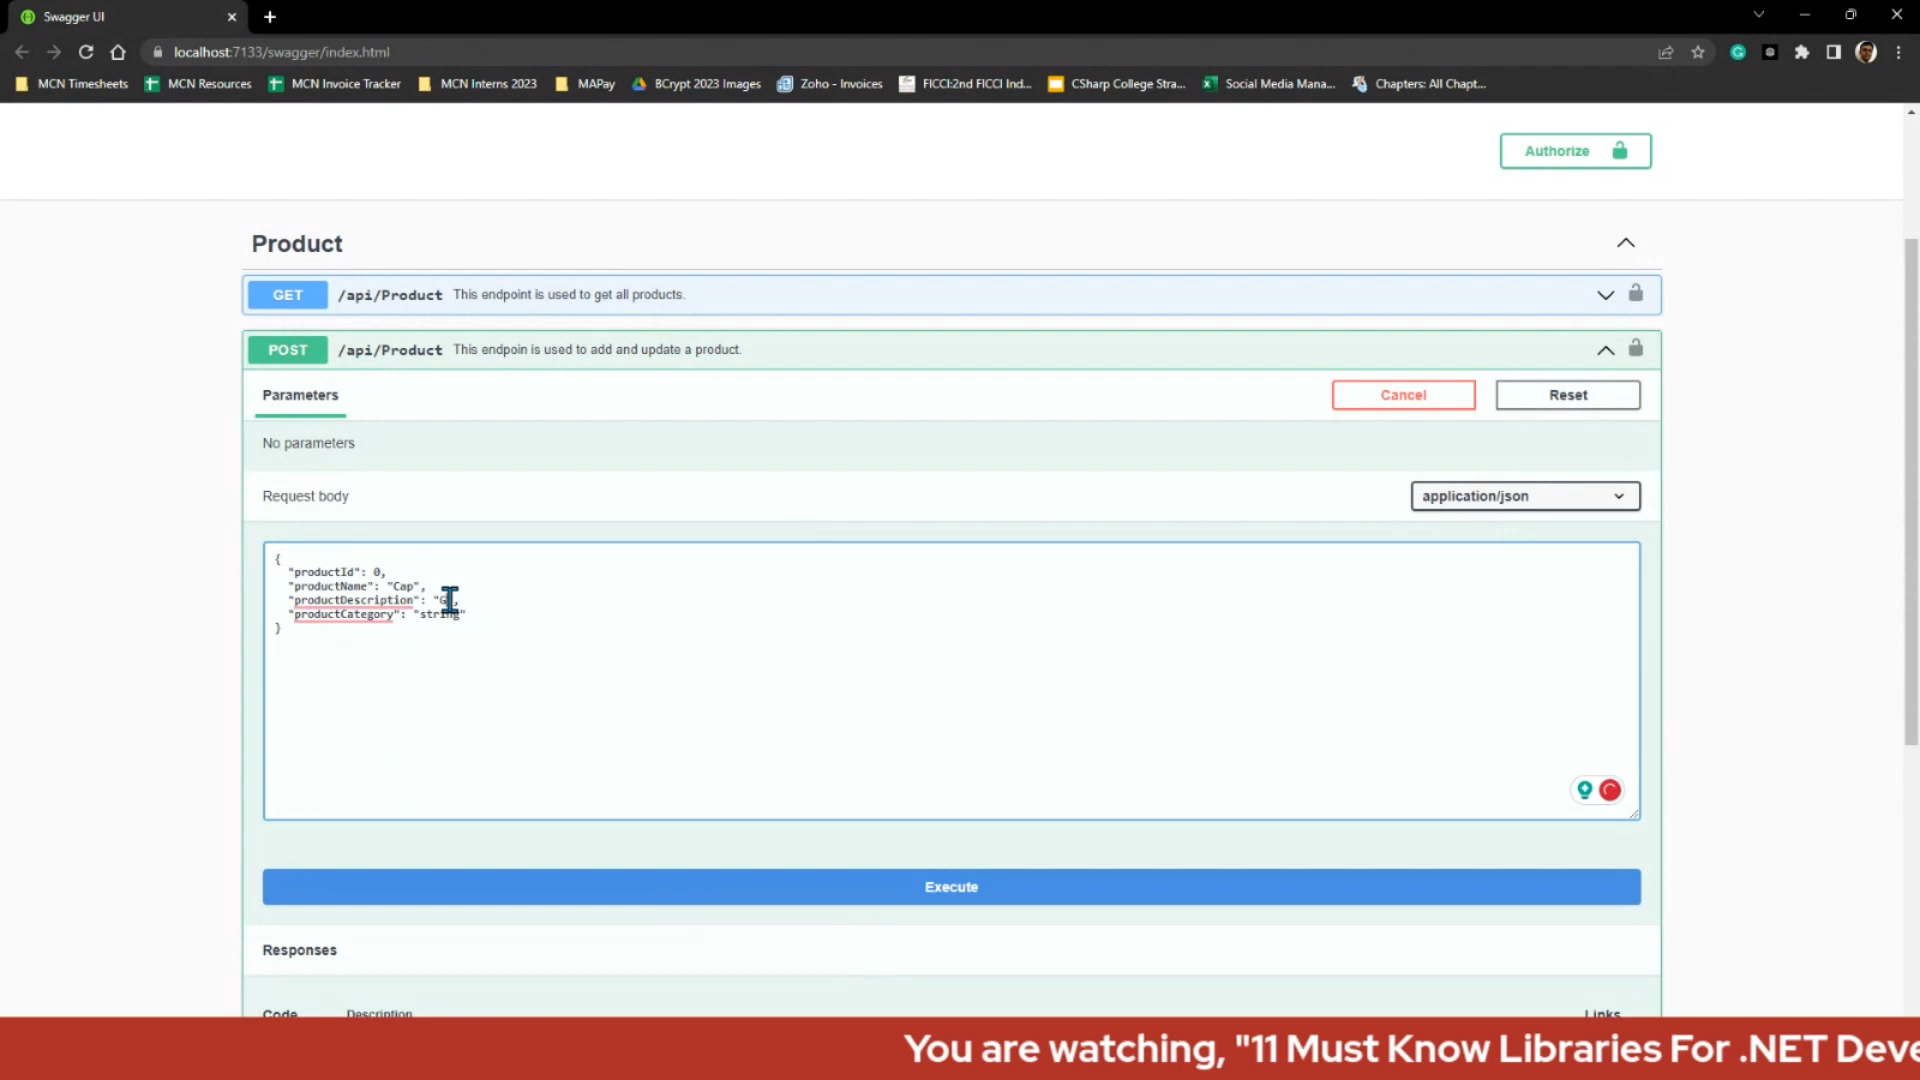 Swagger UI
localhost:7133/swagger/index.html
MCN Timesheets
MCN Resources
MCN Invoice Tracker
MCN Interns 2023
MAPay
BCrypt 2023 Images
Zoho - Invoices
FICCI:2nd FICCI Ind...
CSharp College Stra...
Social Media Mana...
Chapters: All Chapt...
Authorize
Product
GET /api/Product This endpoint is used to get all products.
POST /api/Product This endpoin is used to add and update a product.
Parameters
Cancel
Reset
No parameters
Request body
application/json
{
"productId": 0,
"productName": "Cap",
"productDescription": "G
"productCategory": "string"
}
Execute
Responses
Code Description Links
You are watching, "11 Must Know Libraries For .NET Deve